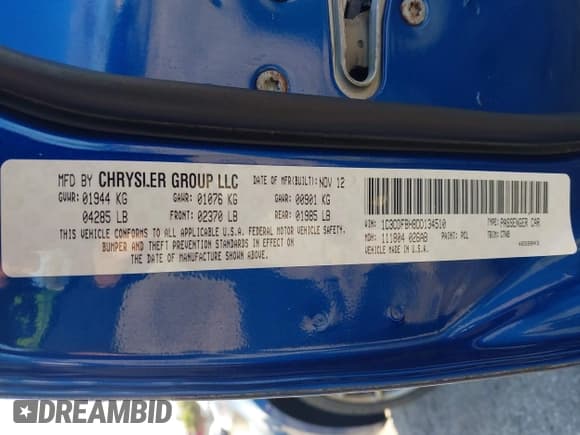 MFD BY CHRYSLER GROUP LLC DATE OF MFR(BUILT): NOV 12
GVWR: 01944 KG GAWR: 01076 KG GAWR: 00901 KG
04285 LB FRONT: 02370 LB REAR: 01985 LB
THIS VEHICLE CONFORMS TO ALL APPLICABLE U.S.A. FEDERAL MOTOR VEHICLE SAFETY,
BUMPER, AND THEFT PREVENTION STANDARDS IN EFFECT ON
THE DATE OF MANUFACTURE SHOWN ABOVE.
VIN: 1C3CDFBH8DD134510 TYPE: PASSENGER CAR
MDH: 111804 028AB PAINT: PCL TRIM:
VEHICLE MADE IN U.S.A.
DREAMBID